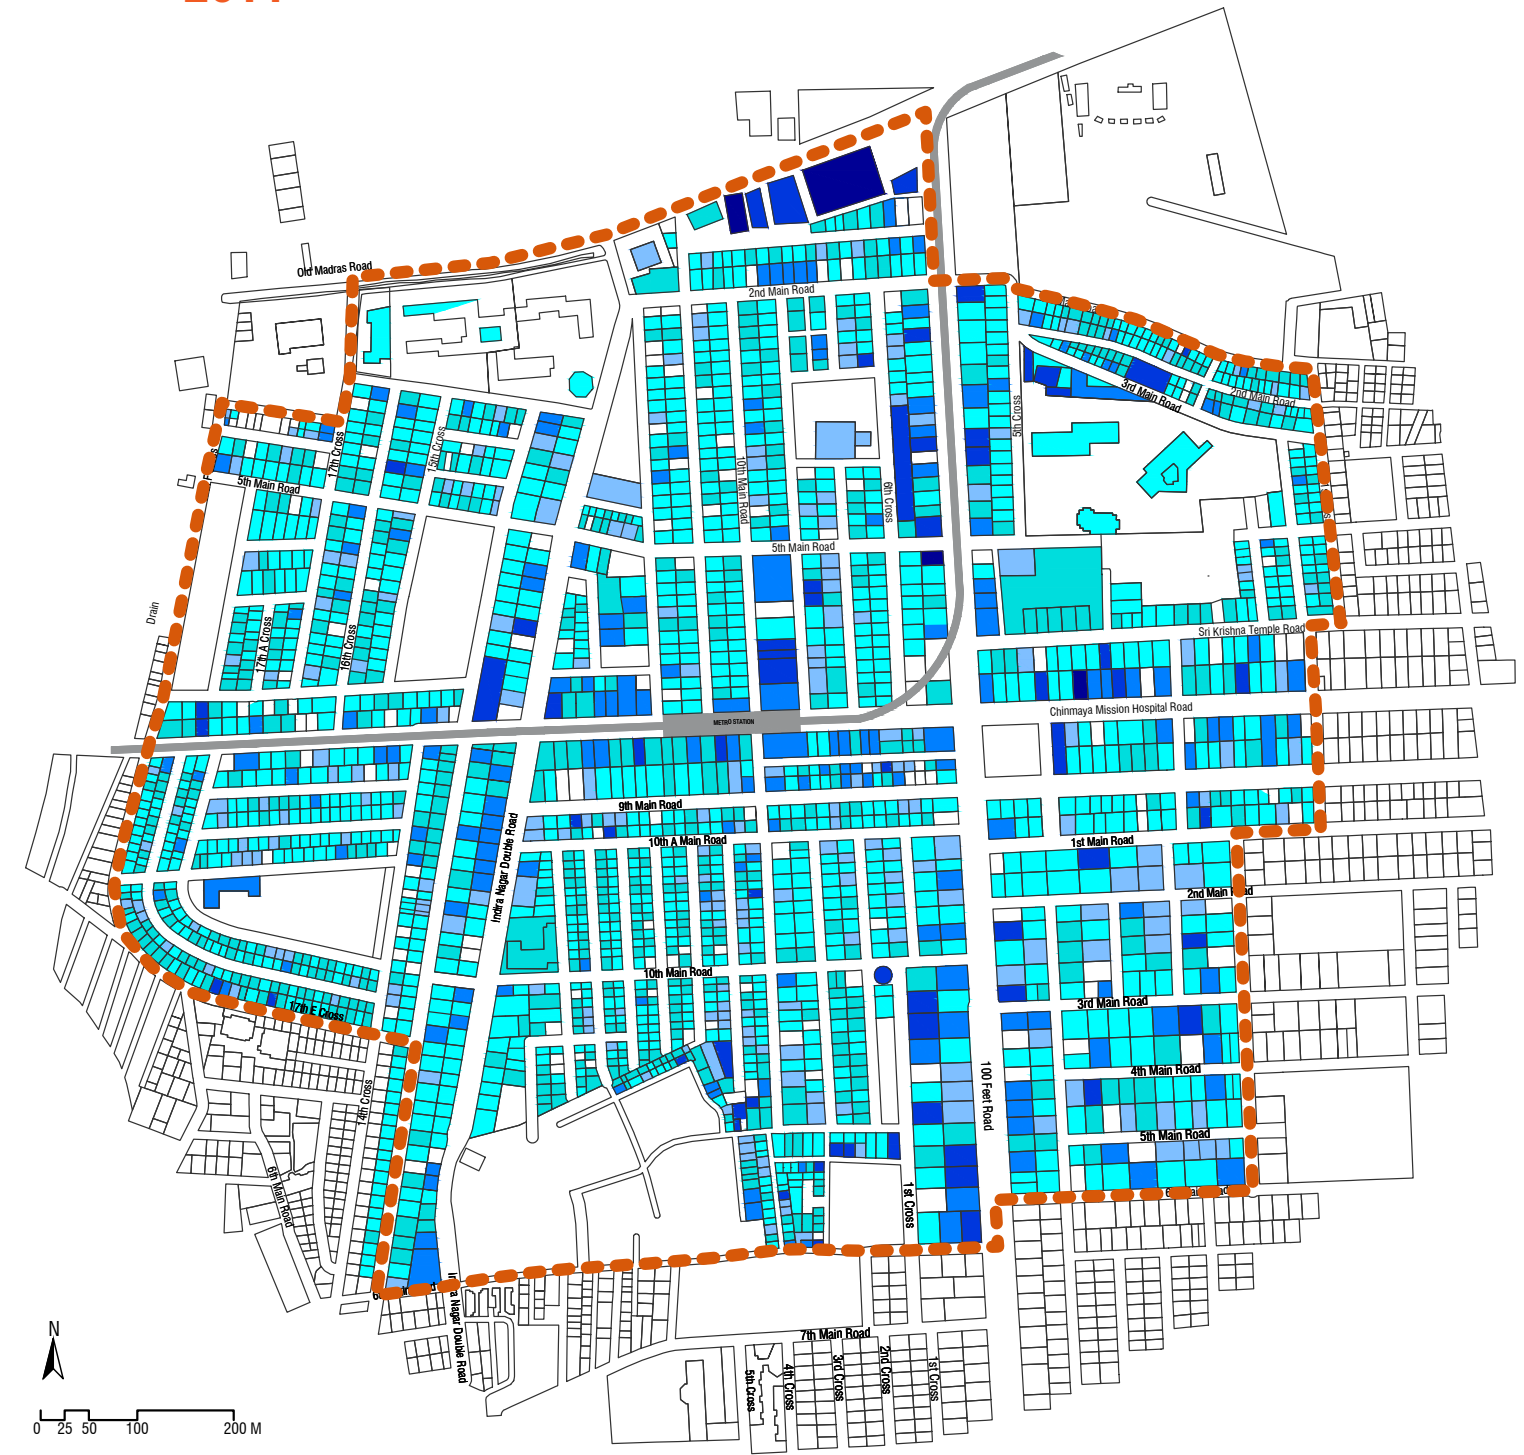 Old Madras Road
2nd Main Road
3rd Main Road
2nd Main Road
5th Cross
17th Cross
15th Cross
5th Main Road
10th Main Road
6th Cross
5th Main Road
Drain
17th A Cross
16th Cross
Sri Krishna Temple Road
Chinmaya Mission Hospital Road
METRO STATION
9th Main Road
10th A Main Road
1st Main Road
Indira Nagar Double Road
2nd Main Road
10th Main Road
3rd Main Road
17th E Cross
100 Feet Road
4th Main Road
14th Cross
5th Main Road
6th Main Road
1st Cross
Indira Nagar Double Road
7th Main Road
5th Cross
4th Cross
3rd Cross
2nd Cross
1st Cross
N
0 25 50 100 200 M